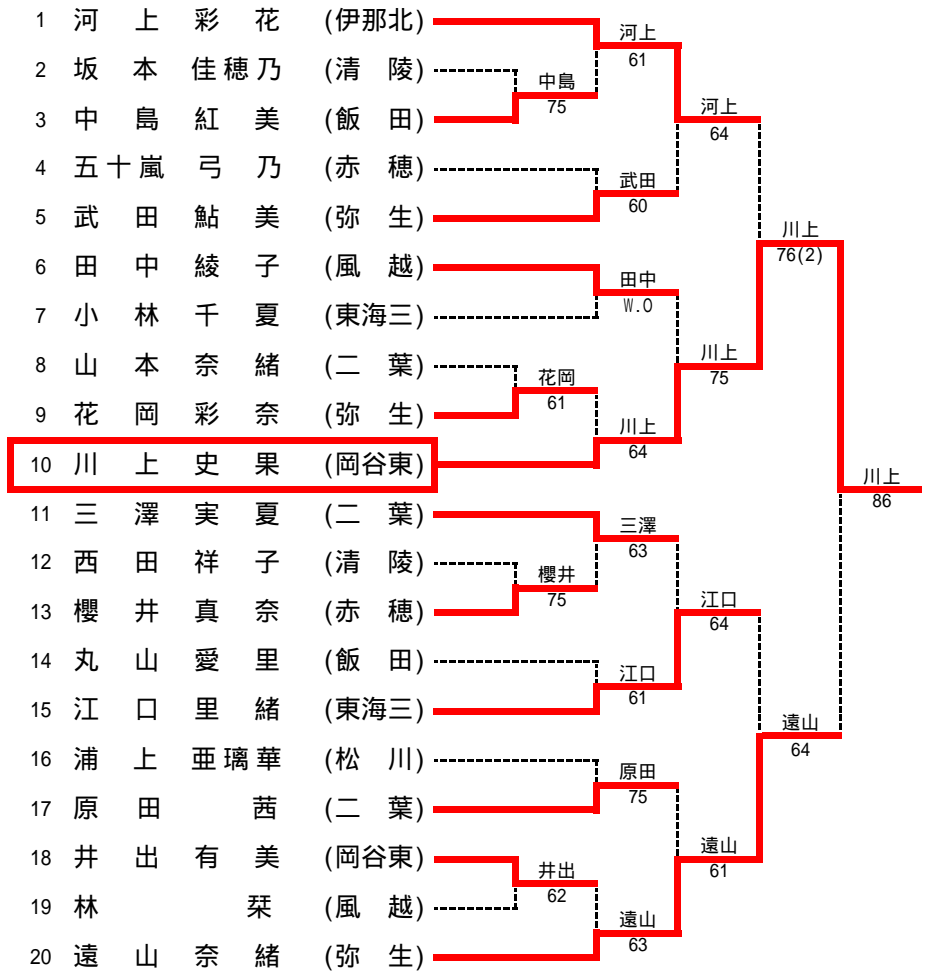 1 河上彩花 (伊那北)
2 坂本佳穂乃 (清陵)
3 中島紅美 (飯田)
4 五十嵐弓乃 (赤穂)
5 武田鮎美 (弥生)
6 田中綾子 (風越)
7 小林千夏 (東海三)
8 山本奈緒 (二葉)
9 花岡彩奈 (弥生)
10 川上史果 (岡谷東)
11 三澤実夏 (二葉)
12 西田祥子 (清陵)
13 櫻井真奈 (赤穂)
14 丸山愛里 (飯田)
15 江口里緒 (東海三)
16 浦上亜璃華 (松川)
17 原田茜 (二葉)
18 井出有美 (岡谷東)
19 林栞 (風越)
20 遠山奈緒 (弥生)
中島
75
花岡
61
櫻井
75
井出
62
河上
61
武田
60
田中
W.O
川上
64
三澤
63
江口
61
原田
75
遠山
63
河上
64
川上
75
江口
64
遠山
61
川上
76(2)
遠山
64
川上
86